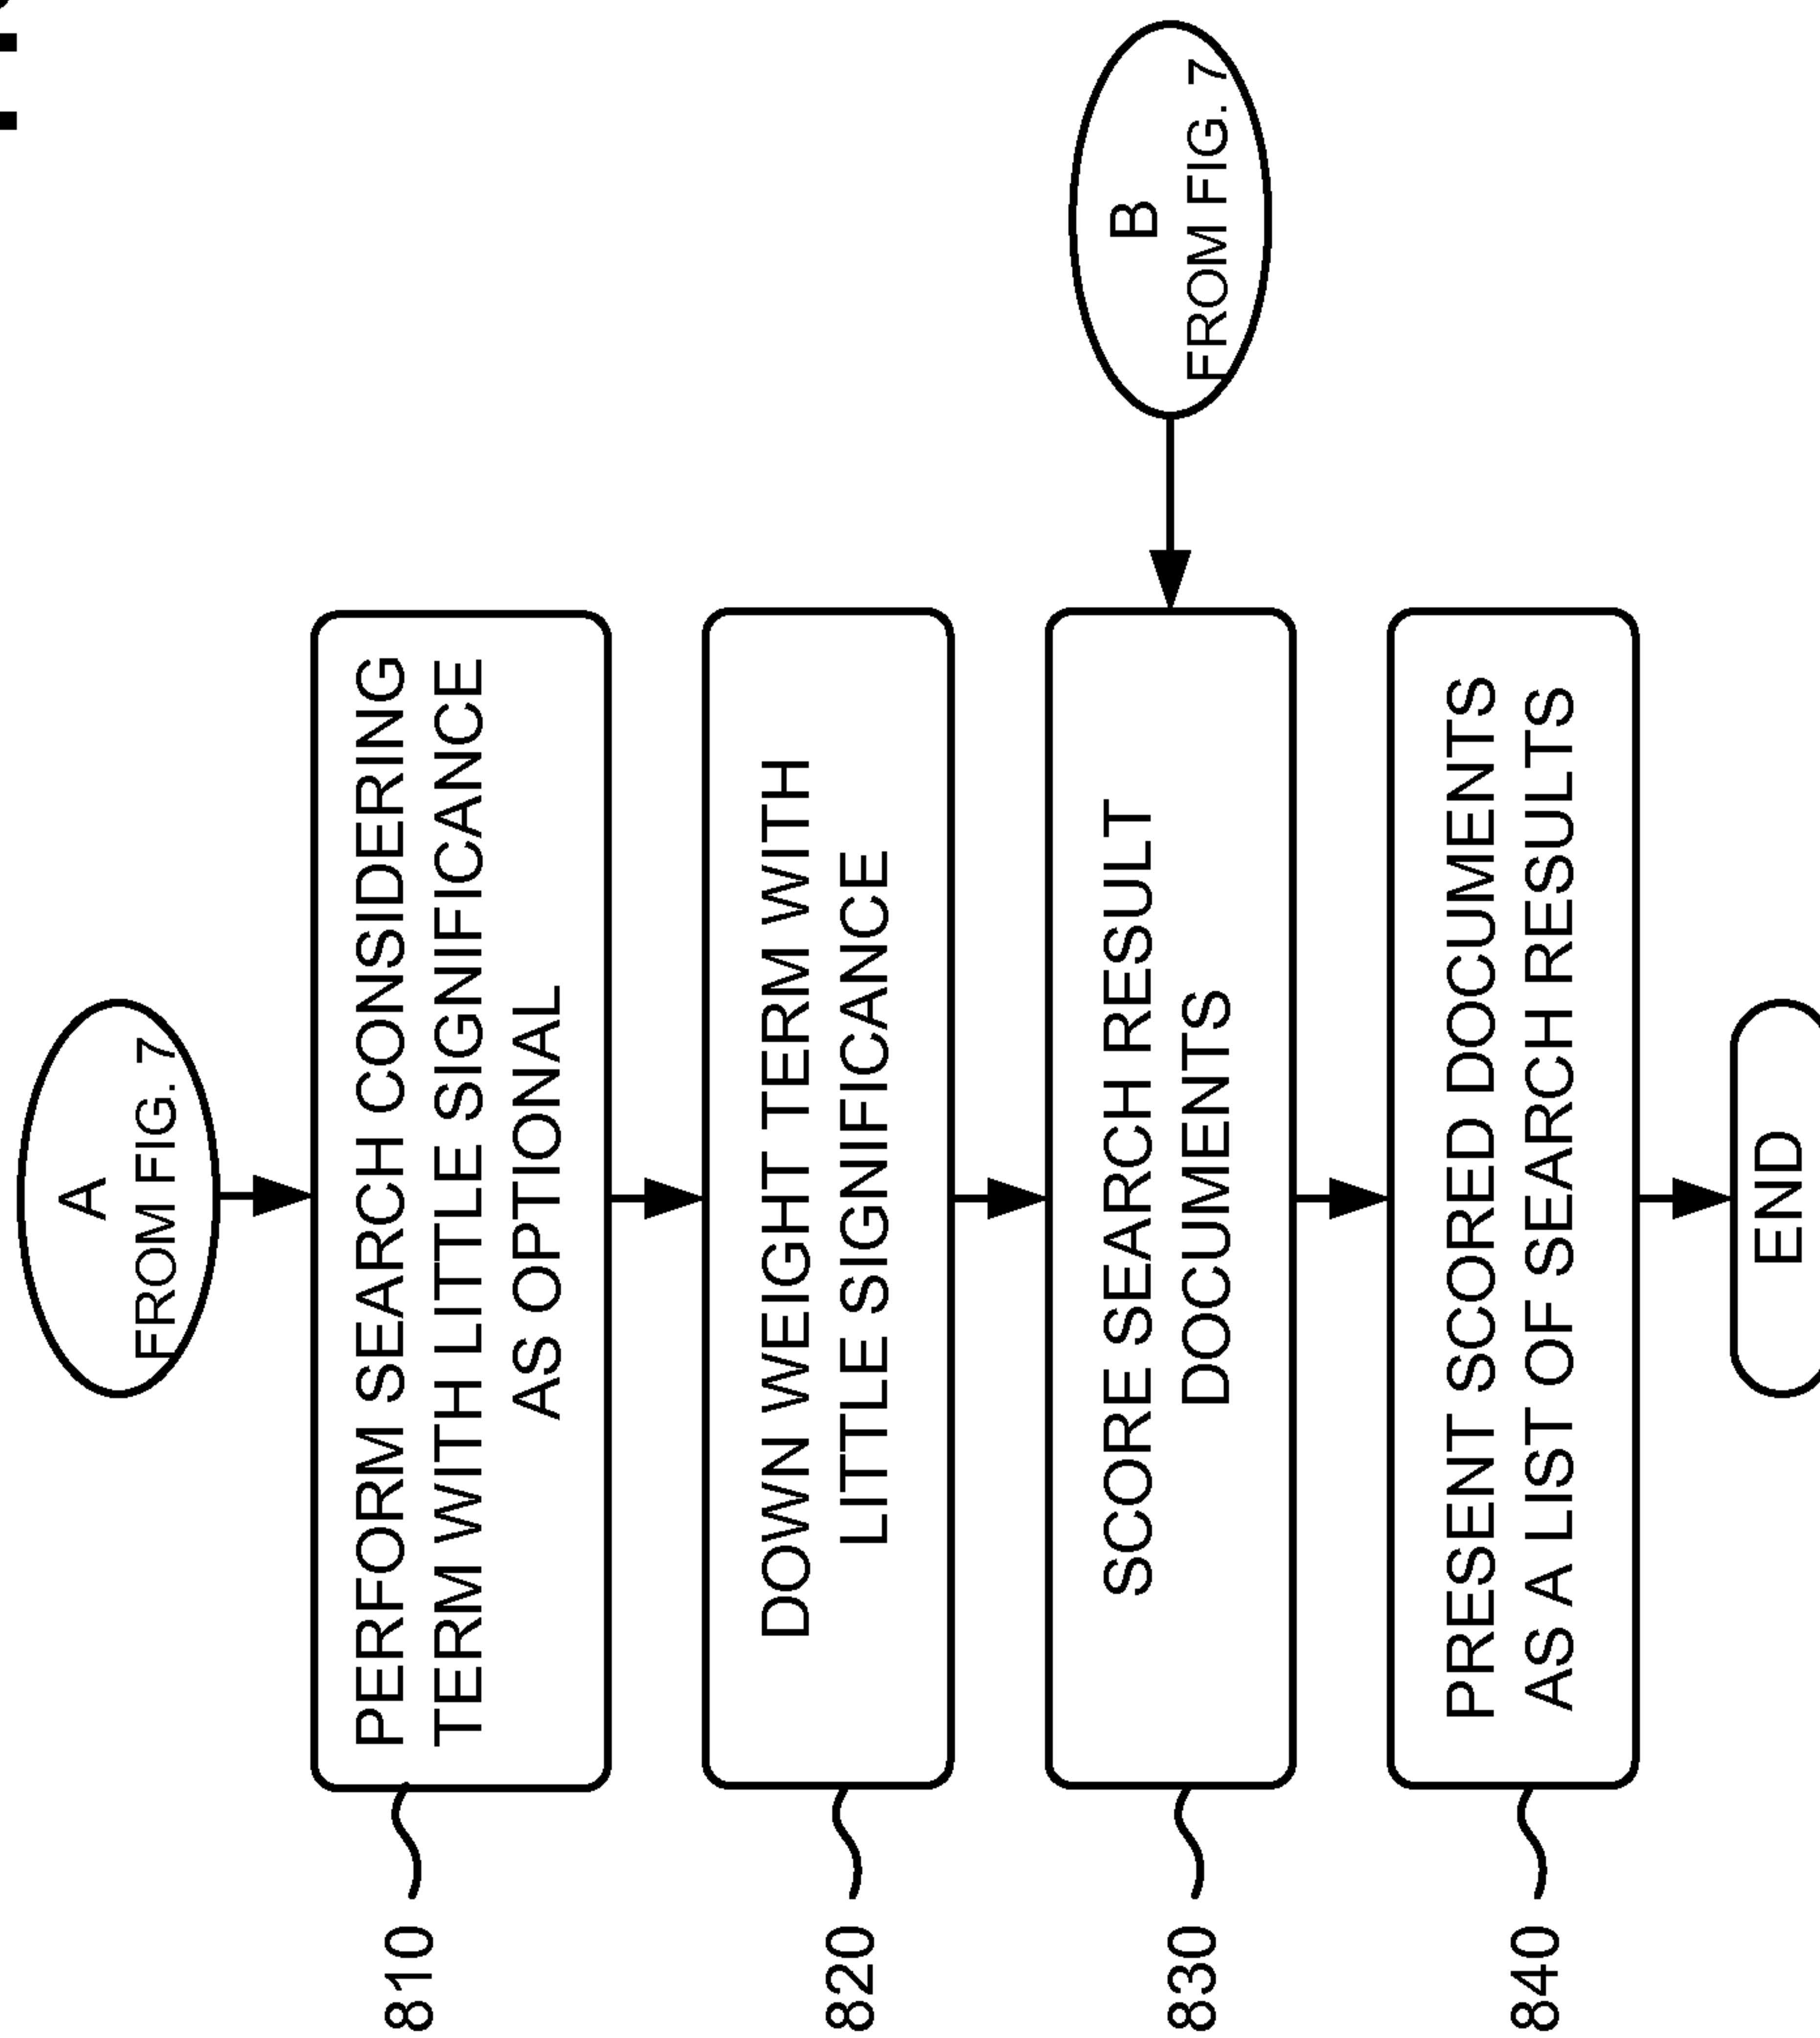 A
FROM FIG. 7
810
PERFORM SEARCH CONSIDERING
TERM WITH LITTLE SIGNIFICANCE
AS OPTIONAL
820
DOWN WEIGHT TERM WITH
LITTLE SIGNIFICANCE
B
FROM FIG. 7
830
SCORE SEARCH RESULT
DOCUMENTS
840
PRESENT SCORED DOCUMENTS
AS A LIST OF SEARCH RESULTS
END